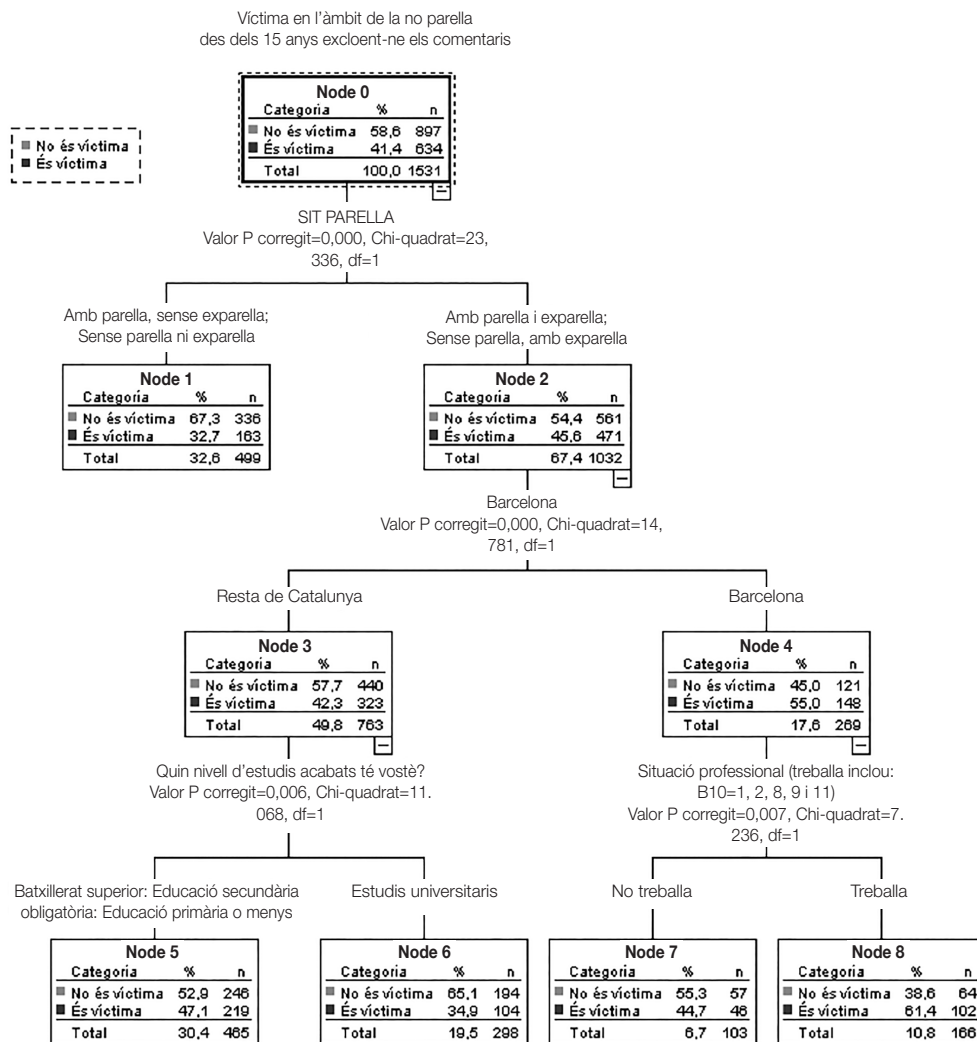 Víctima en l'àmbit de la no parella
des dels 15 anys excloent-ne els comentaris
No és víctima
És víctima
Node 0
Categoria % n
No és víctima 58,6 897
És víctima 41,4 634
Total 100,0 1531
SIT PARELLA
Valor P corregit=0,000, Chi-quadrat=23,
336, df=1
Amb parella, sense exparella;
Sense parella ni exparella
Amb parella i exparella;
Sense parella, amb exparella
Node 1
Categoria % n
No és víctima 67,3 336
És víctima 32,7 163
Total 32,6 499
Node 2
Categoria % n
No és víctima 54,4 561
És víctima 45,6 471
Total 67,4 1032
Barcelona
Valor P corregit=0,000, Chi-quadrat=14,
781, df=1
Resta de Catalunya
Barcelona
Node 3
Categoria % n
No és víctima 57,7 440
És víctima 42,3 323
Total 49,8 763
Node 4
Categoria % n
No és víctima 45,0 121
És víctima 55,0 148
Total 17,6 269
Quin nivell d'estudis acabats té vostè?
Valor P corregit=0,006, Chi-quadrat=11.
068, df=1
Situació professional (treballa inclou:
B10=1, 2, 8, 9 i 11)
Valor P corregit=0,007, Chi-quadrat=7.
236, df=1
Batxillerat superior: Educació secundària
obligatòria: Educació primària o menys
Estudis universitaris
No treballa
Treballa
Node 5
Categoria % n
No és víctima 52,9 246
És víctima 47,1 219
Total 30,4 465
Node 6
Categoria % n
No és víctima 65,1 194
És víctima 34,9 104
Total 19,5 298
Node 7
Categoria % n
No és víctima 55,3 57
És víctima 44,7 46
Total 6,7 103
Node 8
Categoria % n
No és víctima 38,6 64
És víctima 61,4 102
Total 10,8 166